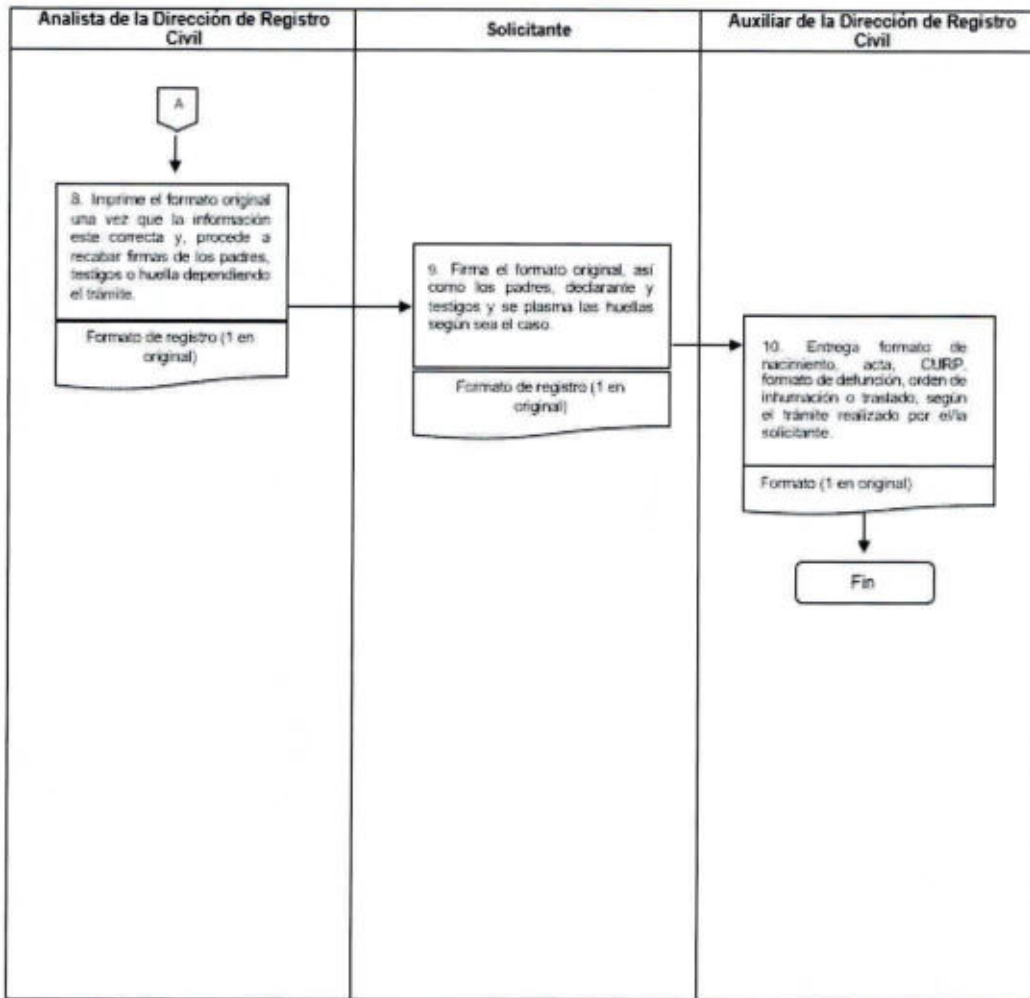 Analista de la Dirección de Registro
Civil
Solicitante
Auxiliar de la Dirección de Registro
Civil
A
8. Imprime el formato original
una vez que la información
este correcta y, procede a
recabar firmas de los padres,
testigos o huella dependiendo
el trámite.
Formato de registro (1 en
original)
9. Firma el formato original, así
como los padres, declarante y
testigos y se plasma las huellas
según sea el caso.
Formato de registro (1 en
original)
10. Entrega formato de
nacimiento, acta, CURP,
formato de defunción, orden de
inhumación o traslado, según
el trámite realizado por el/la
solicitante.
Formato (1 en original)
Fin